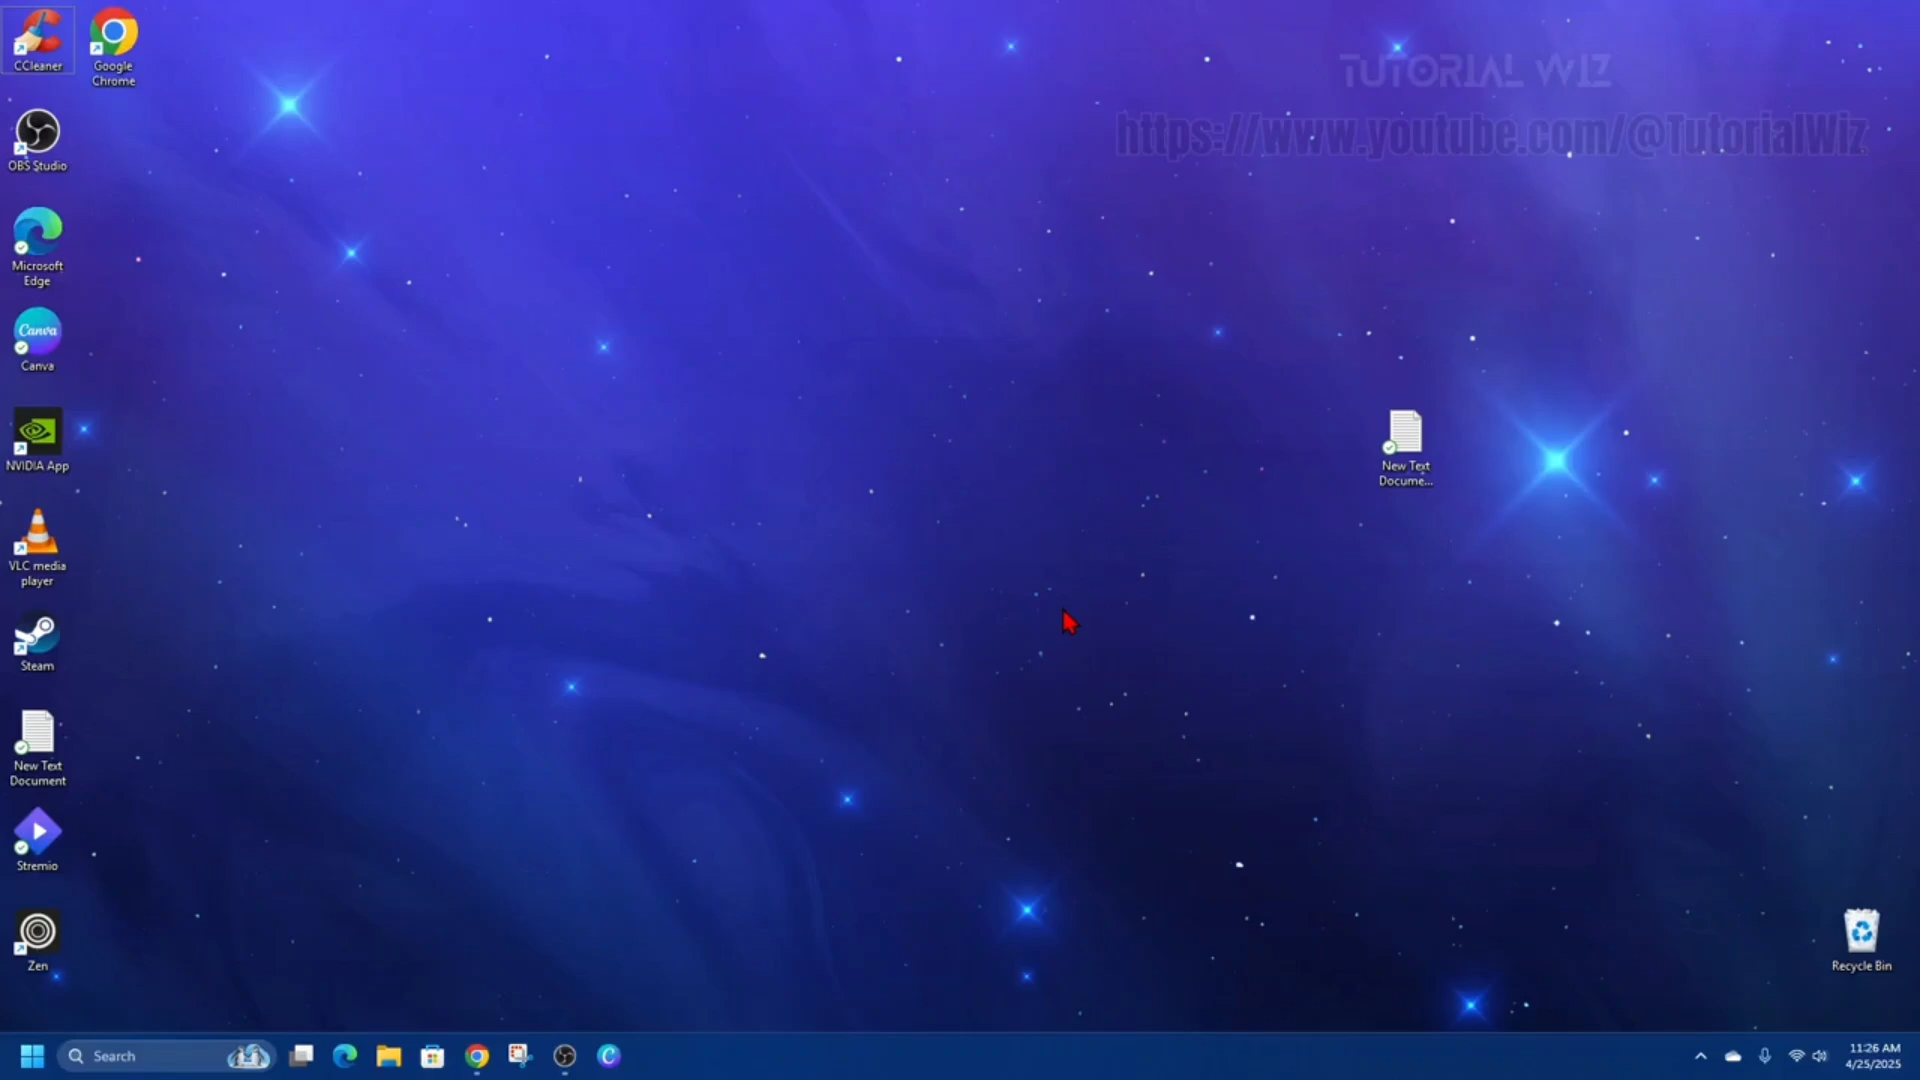 CCleaner
Google
Chrome
TUTORIAL WIZ
https://www.youtube.com/@TutorialWiz
OBS Studio
Microsoft
Edge
Canva
Canva
NVIDIA App
New Text
Docume...
VLC media
player
Steam
New Text
Document
Stremio
Zen
Recycle Bin
Search
11:26 AM
4/25/2025